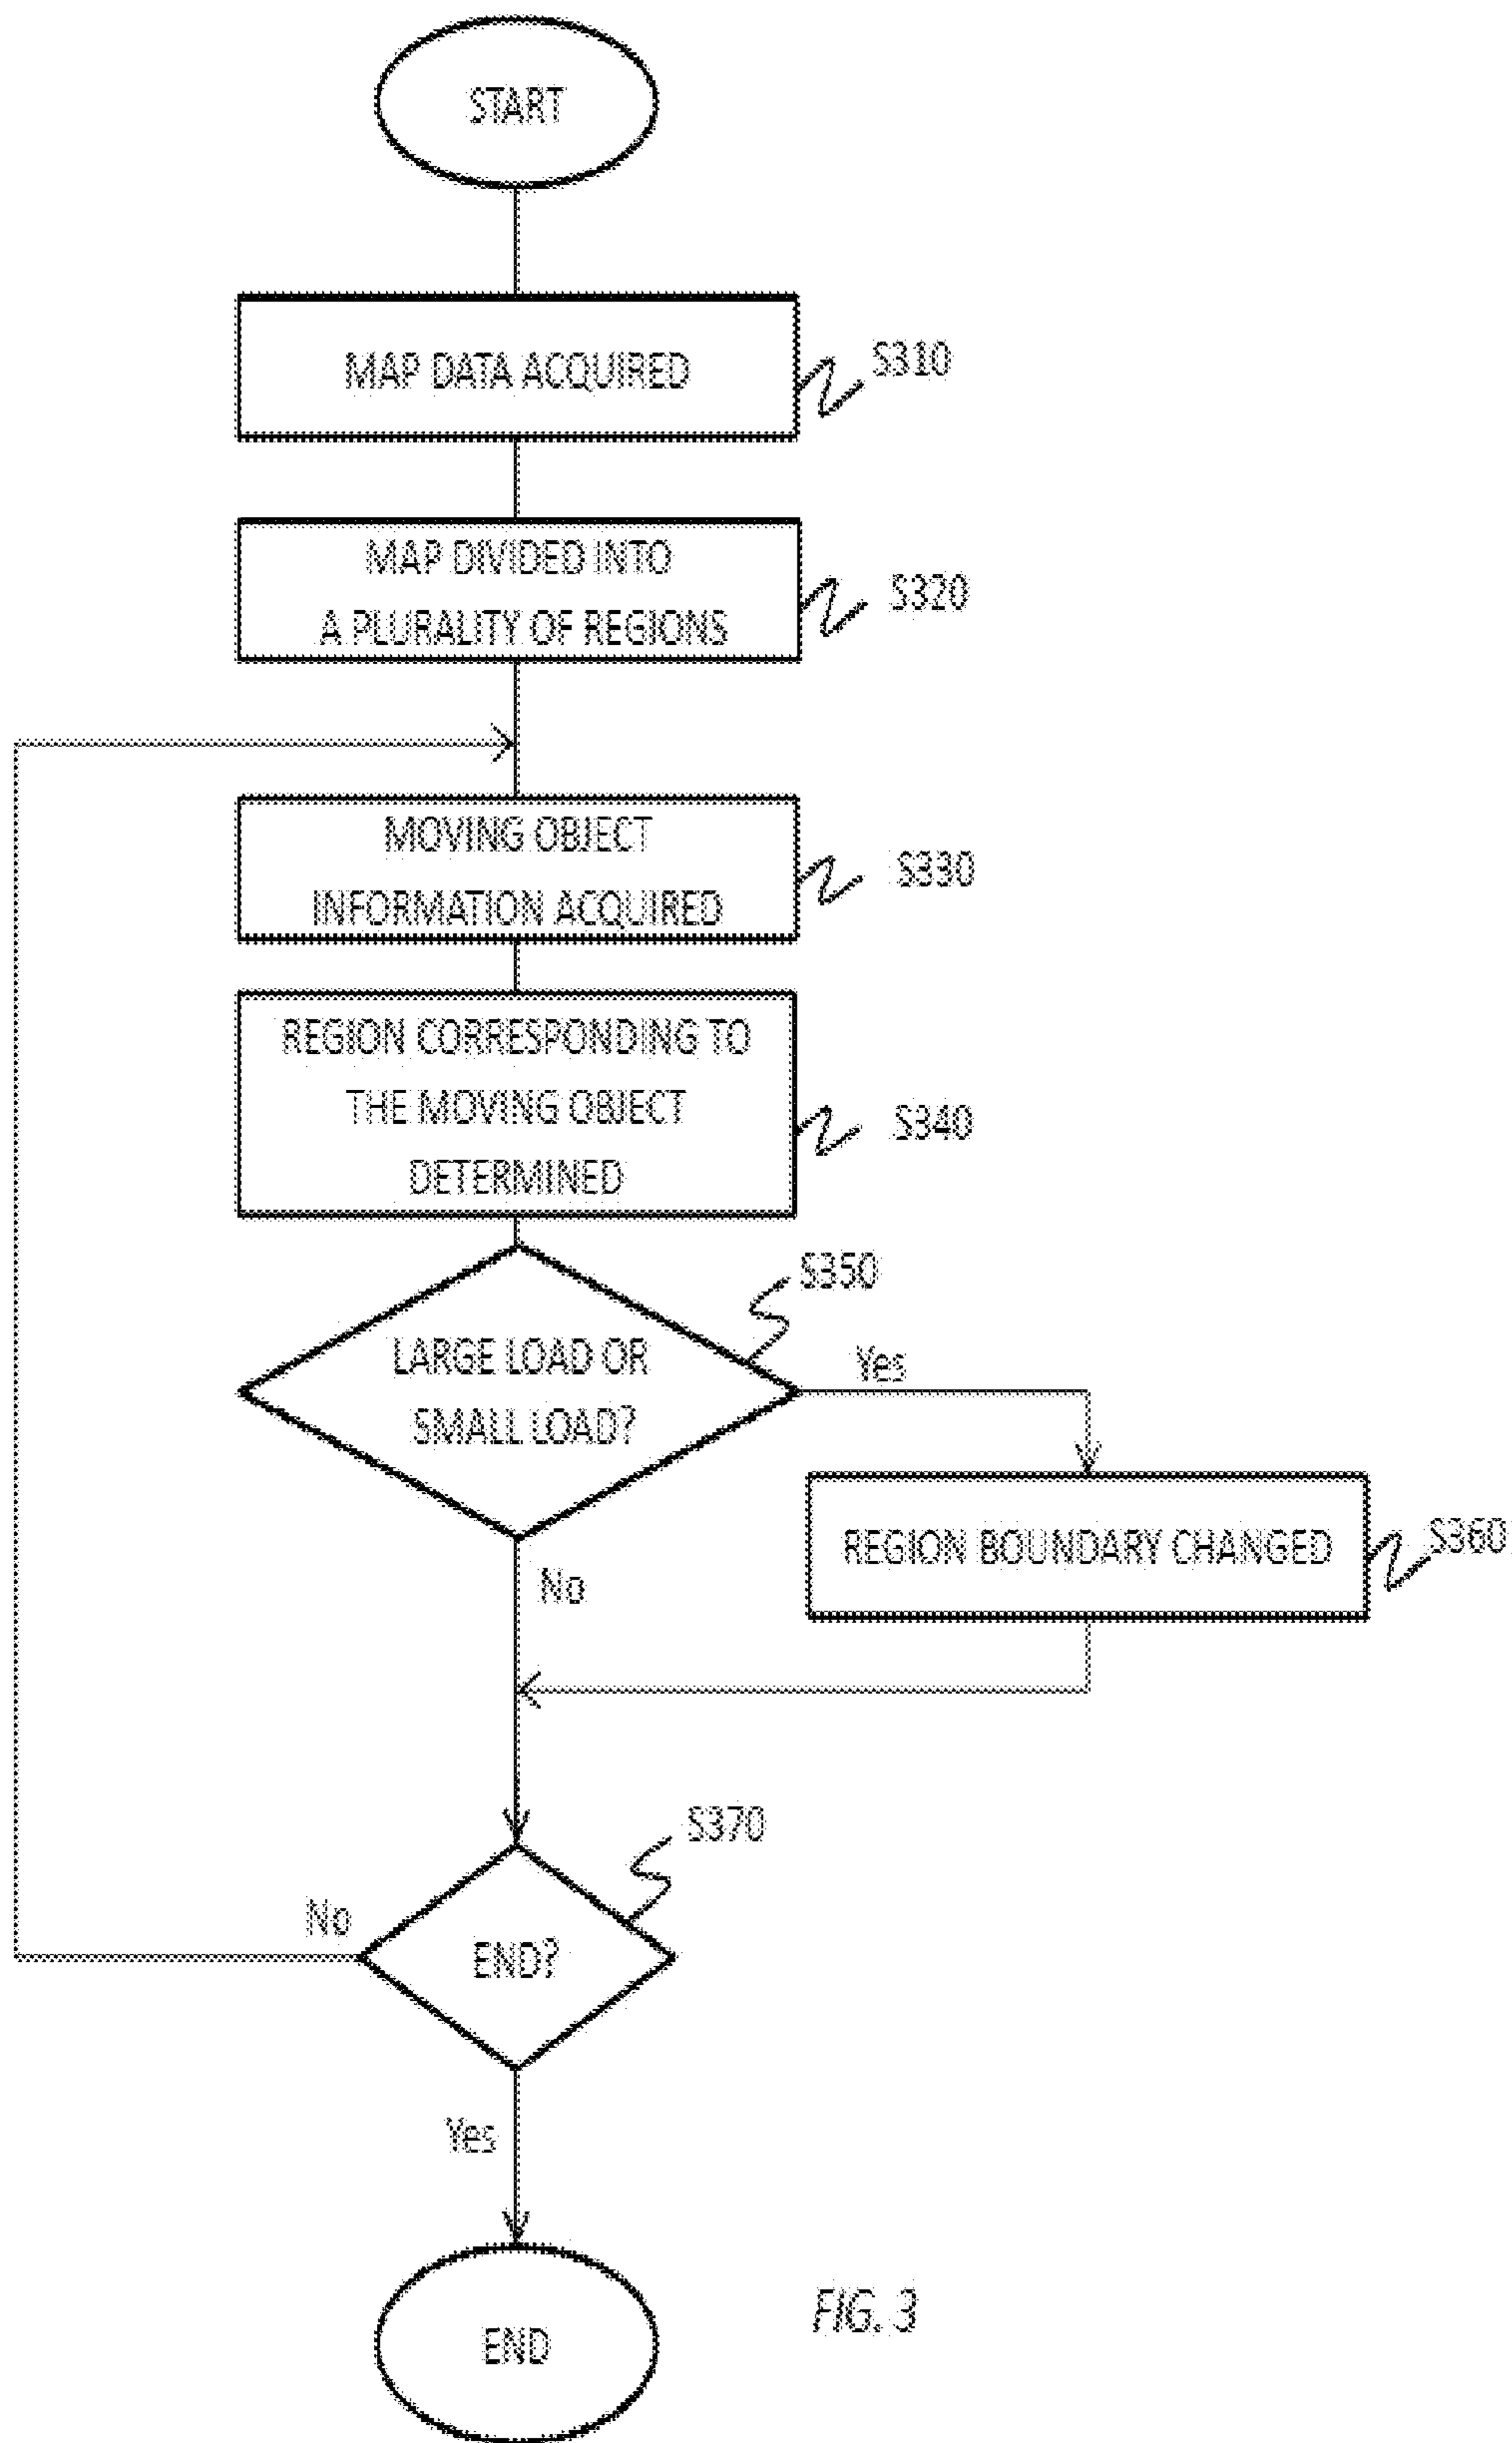 START
MAP DATA ACQUIRED
S310
MAP DIVIDED INTO
A PLURALITY OF REGIONS
S320
MOVING OBJECT
INFORMATION ACQUIRED
S330
REGION CORRESPONDING TO
THE MOVING OBJECT
DETERMINED
S340
S350
LARGE LOAD OR
SMALL LOAD?
Yes
REGION BOUNDARY CHANGED
S360
No
S370
No
END?
Yes
END
FIG. 3